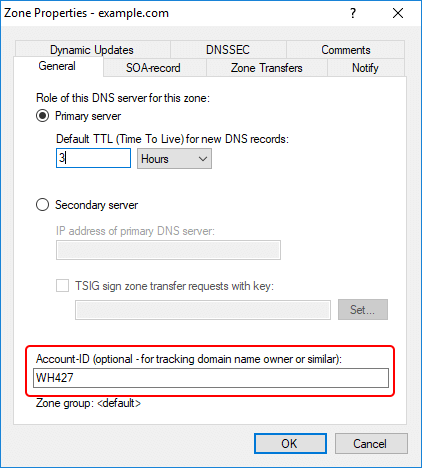 Zone Properties - example.com
Dynamic Updates DNSSEC Comments
General SOA-record Zone Transfers Notify
Role of this DNS server for this zone:
Primary server
Default TTL (Time To Live) for new DNS records:
3 Hours
Secondary server
IP address of primary DNS server:
TSIG sign zone transfer requests with key:
Set...
Account-ID (optional - for tracking domain name owner or similar):
WH427
Zone group: <default>
OK Cancel